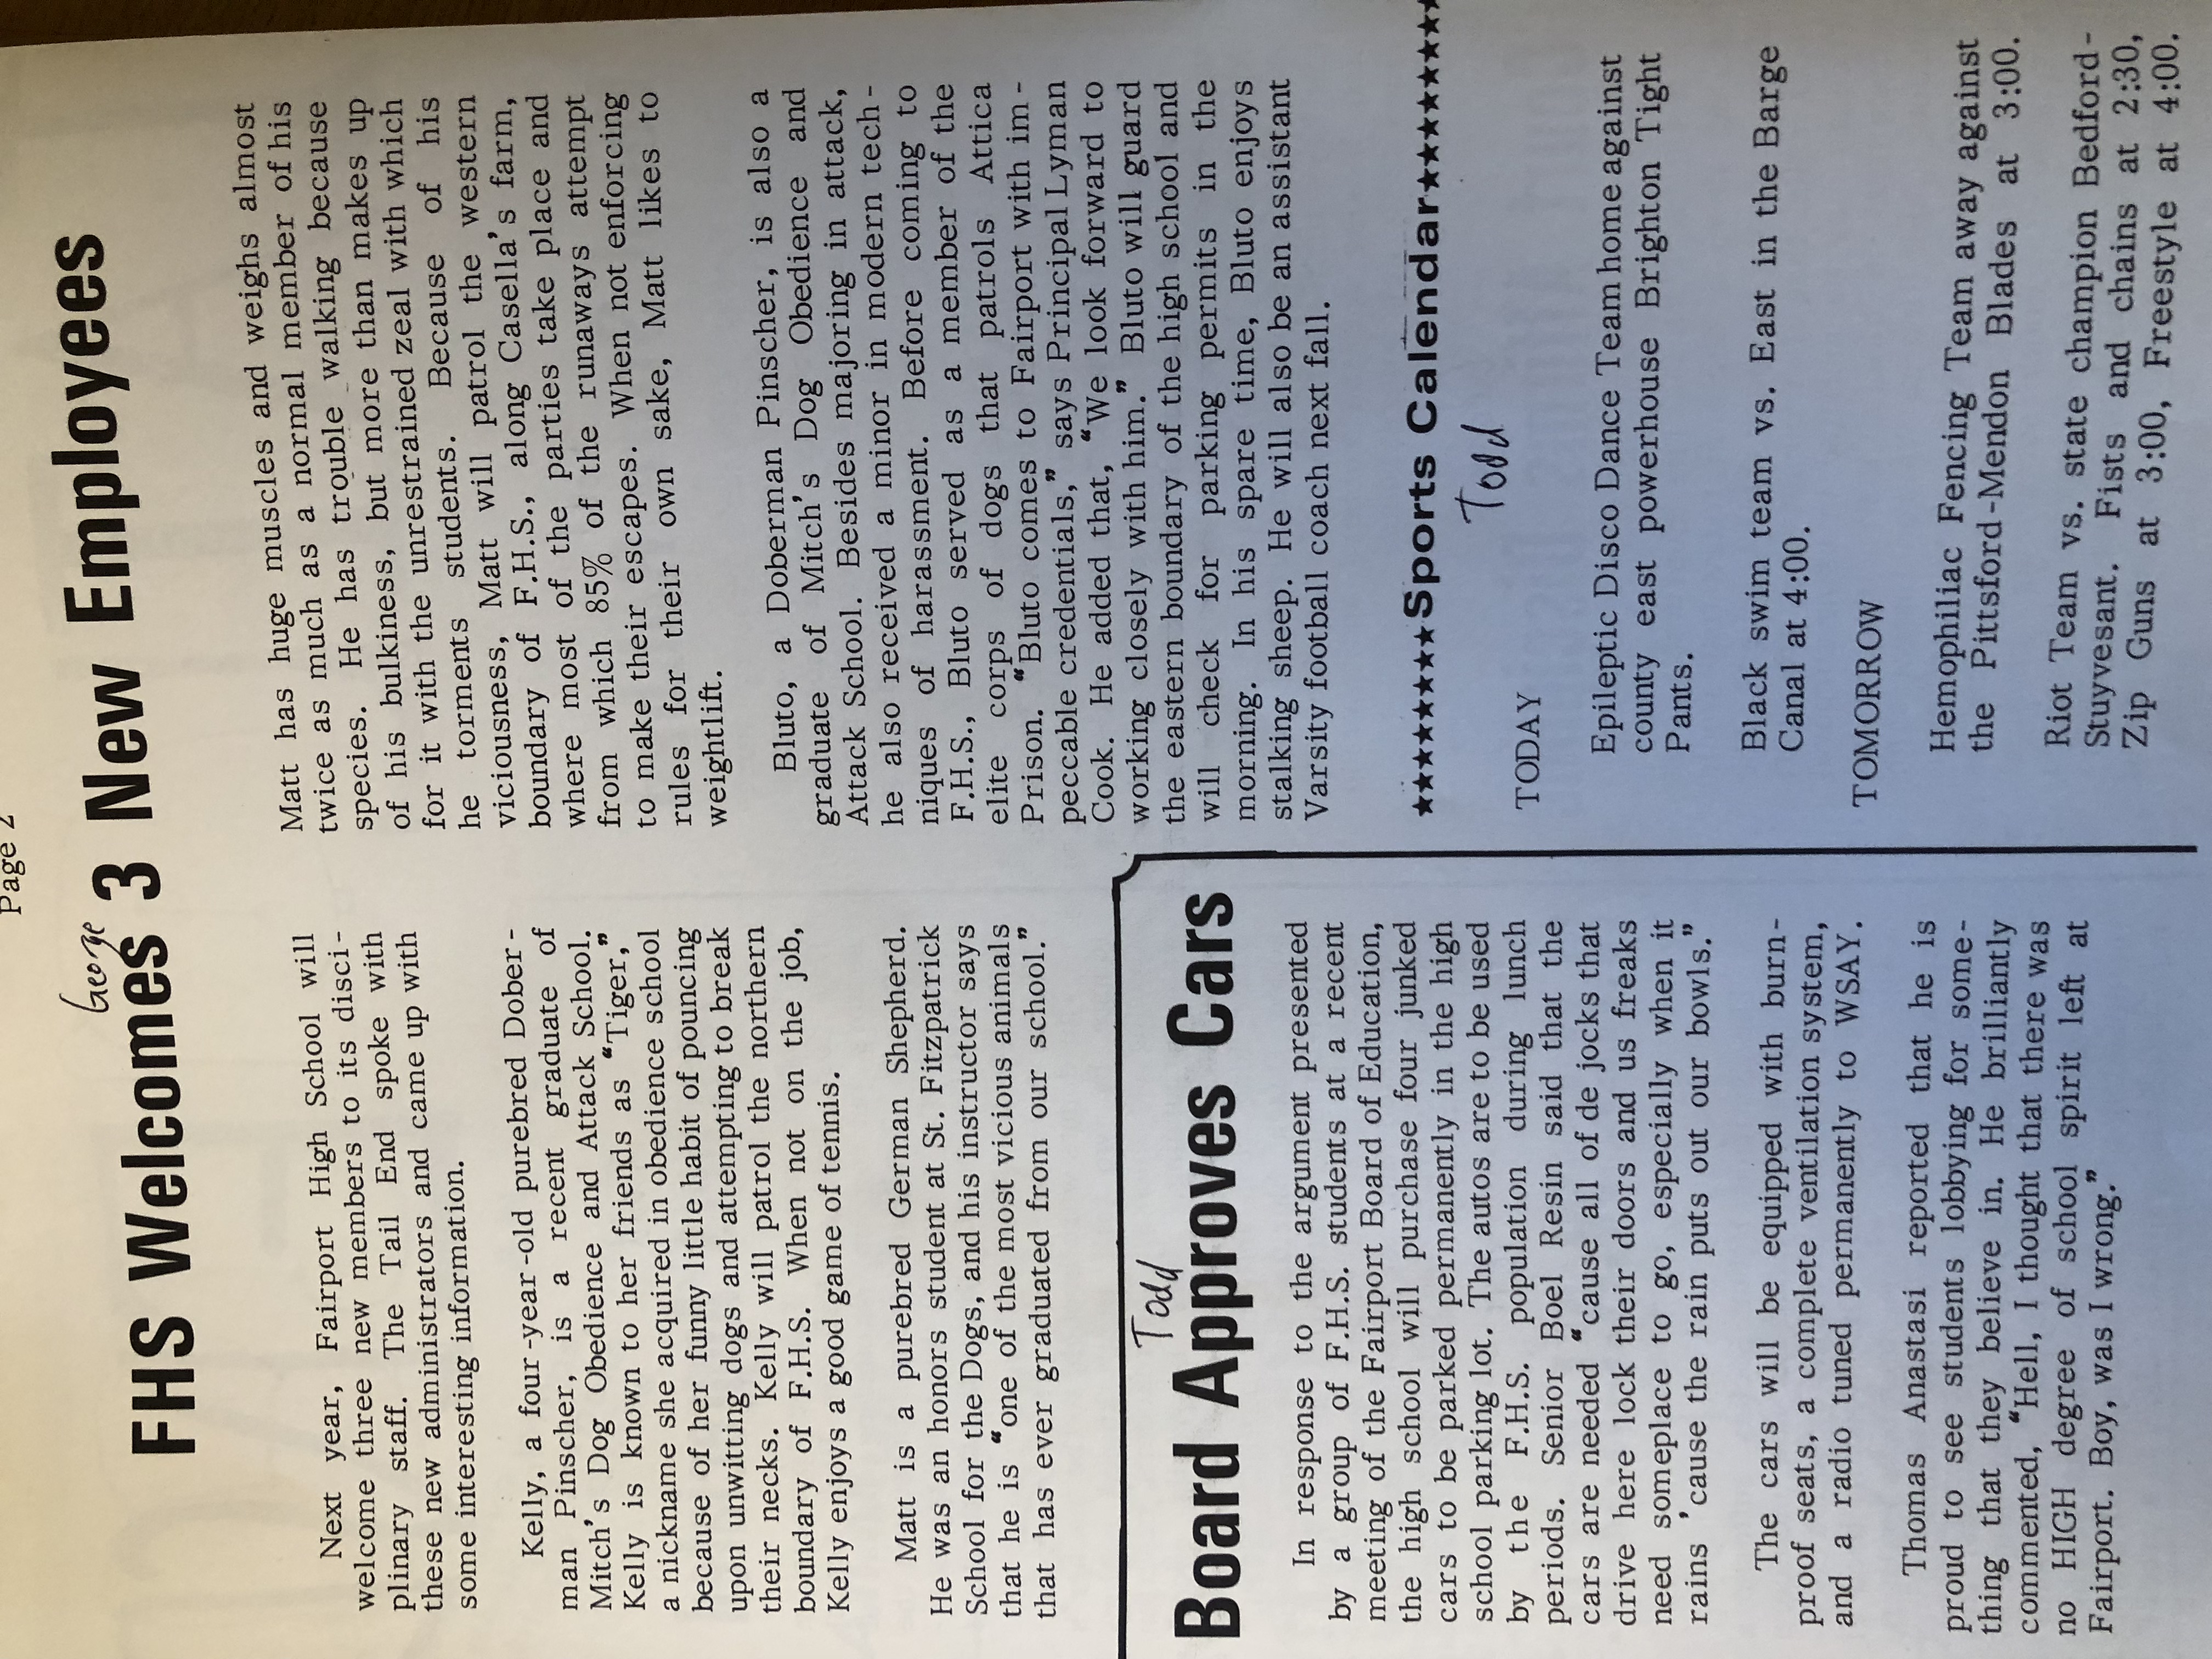 Page 2
George
FHS Welcomes 3 New Employees
Next year, Fairport High School will
welcome three new members to its disci-
plinary staff. The Tail End spoke with
these new administrators and came up with
some interesting information.
Kelly, a four-year-old purebred Dober-
man Pinscher, is a recent graduate of
Mitch's Dog Obedience and Attack School.
Kelly is known to her friends as "Tiger,"
a nickname she acquired in obedience school
because of her funny little habit of pouncing
upon unwitting dogs and attempting to break
their necks. Kelly will patrol the northern
boundary of F.H.S. When not on the job,
Kelly enjoys a good game of tennis.
Matt is a purebred German Shepherd.
He was an honors student at St. Fitzpatrick
School for the Dogs, and his instructor says
that he is "one of the most vicious animals
that has ever graduated from our school."
Matt has huge muscles and weighs almost
twice as much as a normal member of his
species. He has trouble walking because
of his bulkiness, but more than makes up
for it with the unrestrained zeal with which
he torments students. Because of his
viciousness, Matt will patrol the western
boundary of F.H.S., along Casella's farm,
where most of the parties take place and
from which 85% of the runaways attempt
to make their escapes. When not enforcing
rules for their own sake, Matt likes to
weightlift.
Bluto, a Doberman Pinscher, is also a
graduate of Mitch's Dog Obedience and
Attack School. Besides majoring in attack,
he also received a minor in modern tech-
niques of harassment. Before coming to
F.H.S., Bluto served as a member of the
elite corps of dogs that patrols Attica
Prison. "Bluto comes to Fairport with im-
peccable credentials," says Principal Lyman
Cook. He added that, "We look forward to
working closely with him." Bluto will guard
the eastern boundary of the high school and
will check for parking permits in the
morning. In his spare time, Bluto enjoys
stalking sheep. He will also be an assistant
Varsity football coach next fall.
Todd
Board Approves Cars
In response to the argument presented
by a group of F.H.S. students at a recent
meeting of the Fairport Board of Education,
the high school will purchase four junked
cars to be parked permanently in the high
school parking lot. The autos are to be used
by the F.H.S. population during lunch
periods. Senior Boel Resin said that the
cars are needed "cause all of de jocks that
drive here lock their doors and us freaks
need someplace to go, especially when it
rains 'cause the rain puts out our bowls."
The cars will be equipped with burn-
proof seats, a complete ventilation system,
and a radio tuned permanently to WSAY.
Thomas Anastasi reported that he is
proud to see students lobbying for some-
thing that they believe in. He brilliantly
commented, "Hell, I thought that there was
no HIGH degree of school spirit left at
Fairport. Boy, was I wrong."
★★★★★★★★Sports Calendar★★★★★★★★
Todd
TODAY
Epileptic Disco Dance Team home against
county east powerhouse Brighton Tight
Pants.
Black swim team vs. East in the Barge
Canal at 4:00.
TOMORROW
Hemophiliac Fencing Team away against
the Pittsford-Mendon Blades at 3:00.
Riot Team vs. state champion Bedford-
Stuyvesant. Fists and chains at 2:30,
Zip Guns at 3:00, Freestyle at 4:00.